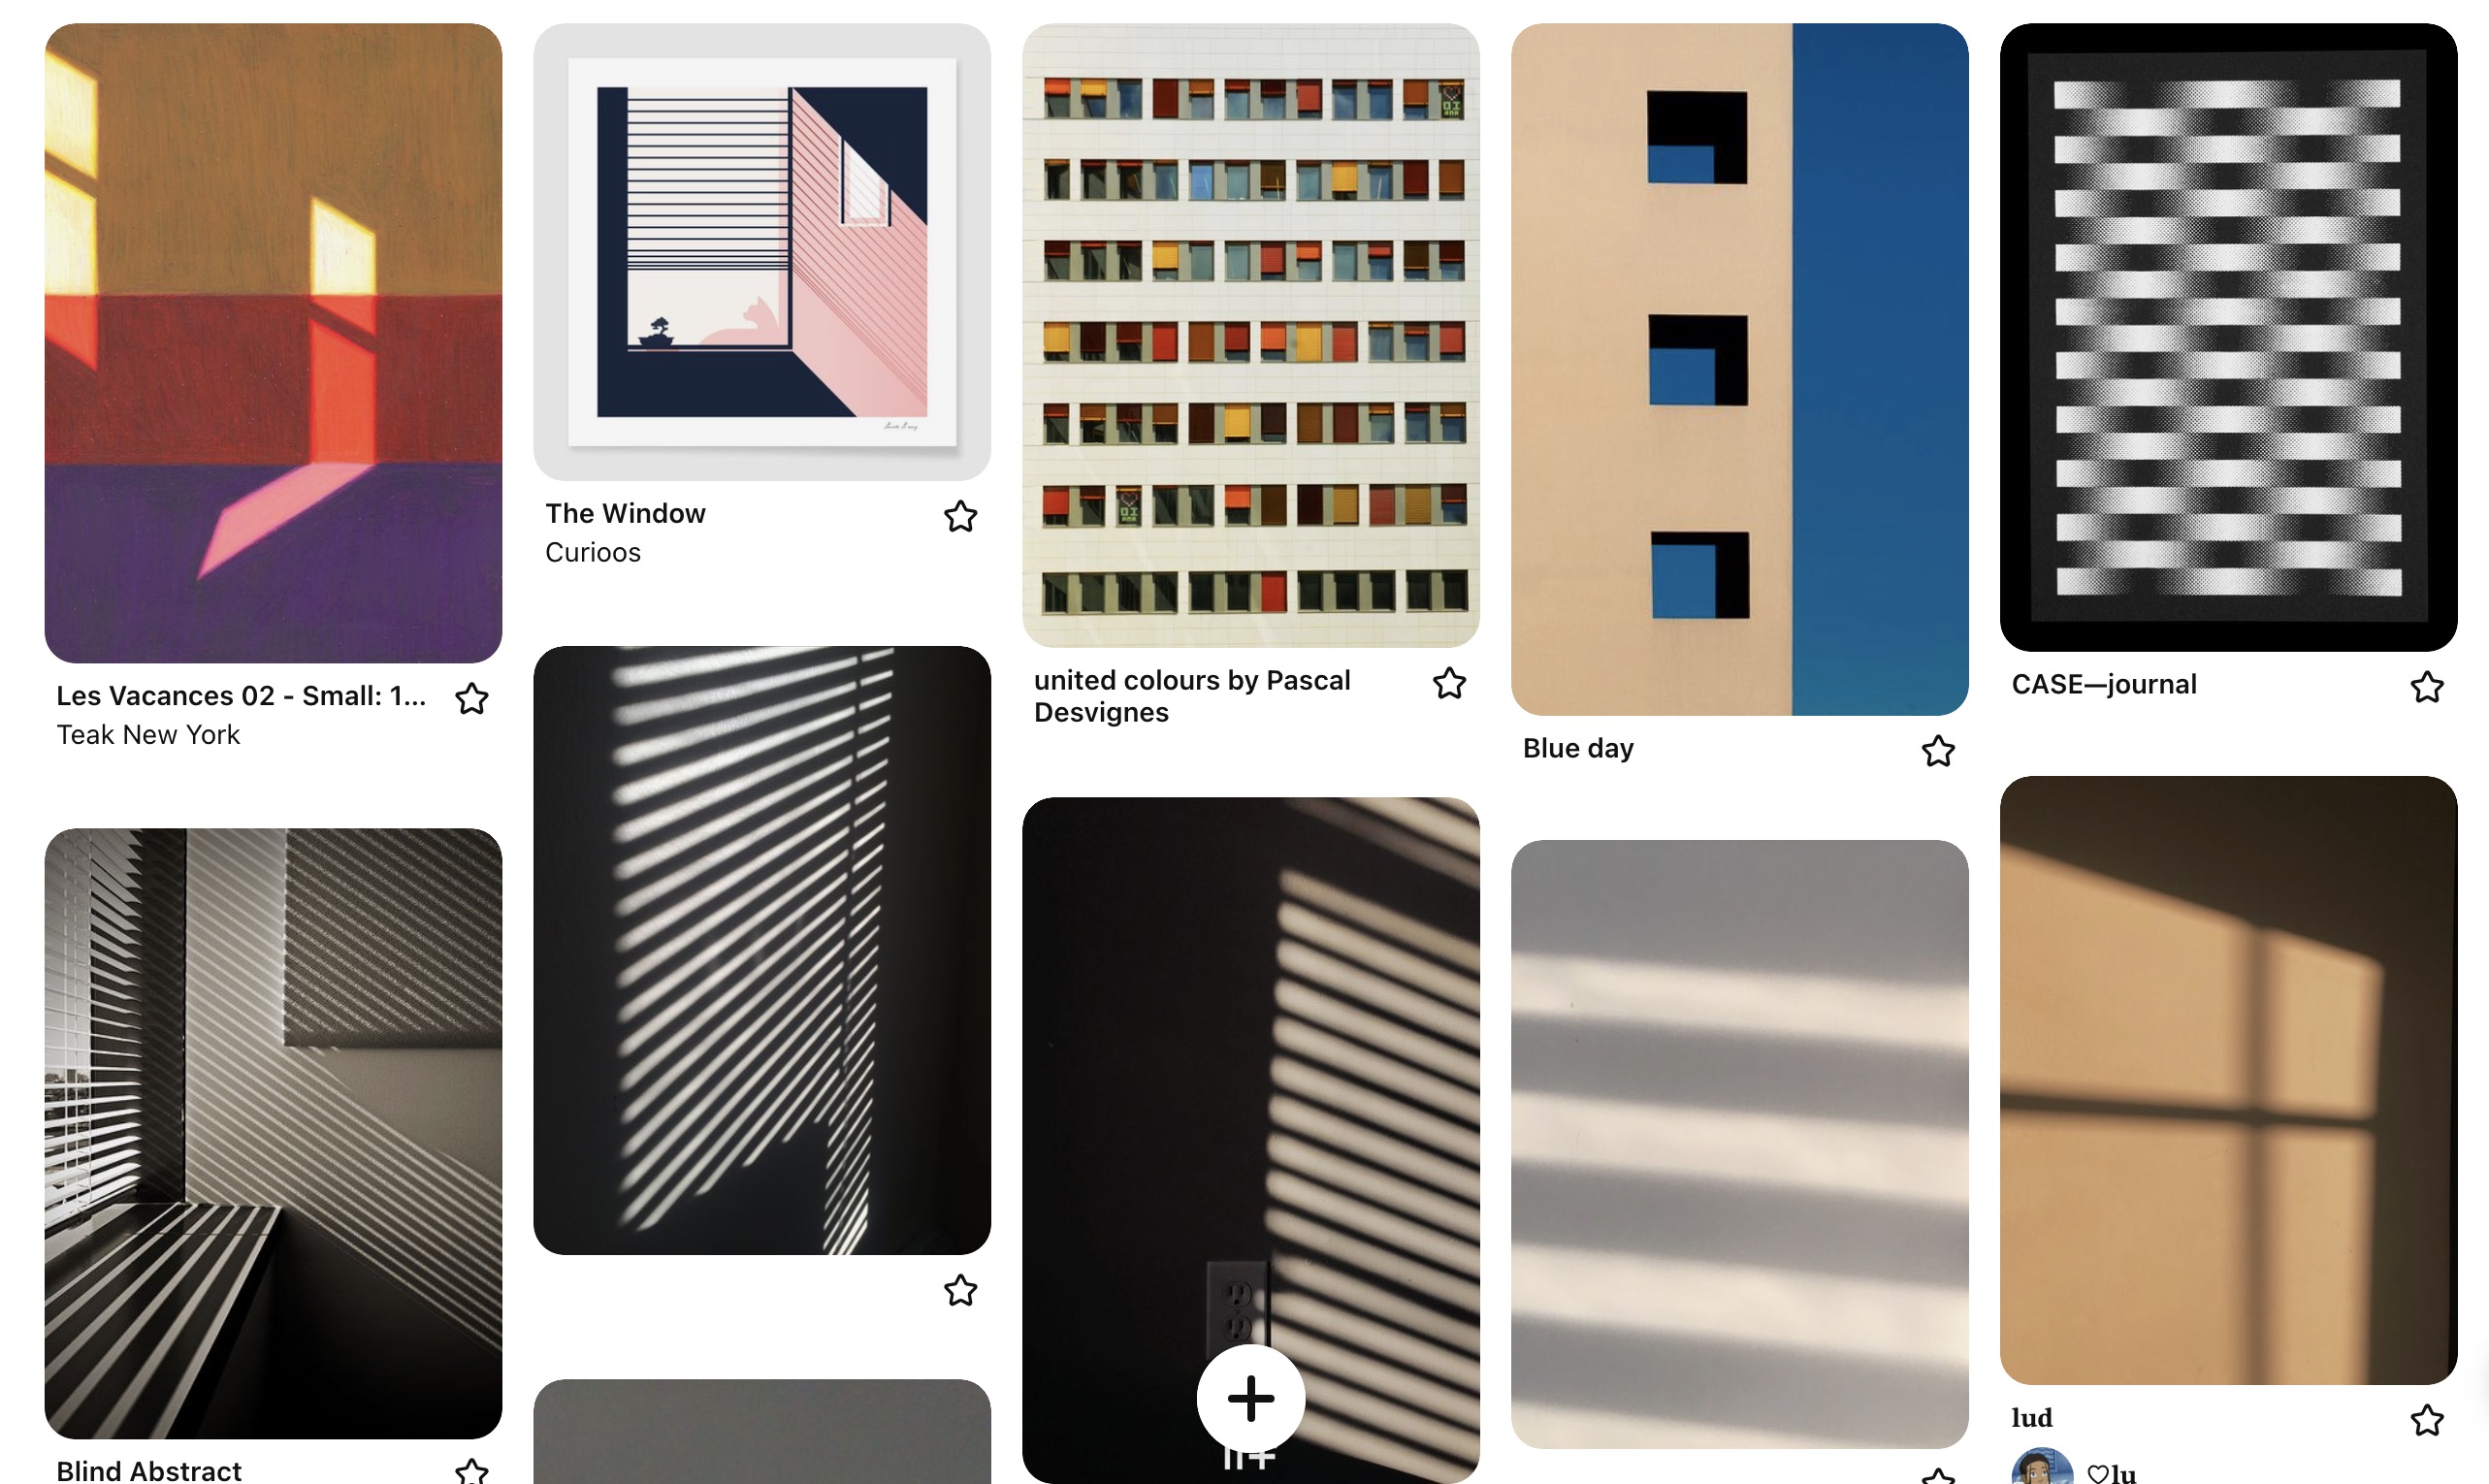 The Window
Curioos
Les Vacances 02 - Small: 1...
Teak New York
united colours by Pascal
Desvignes
Blue day
CASE—journal
Blind Abstract
lud
♡lu